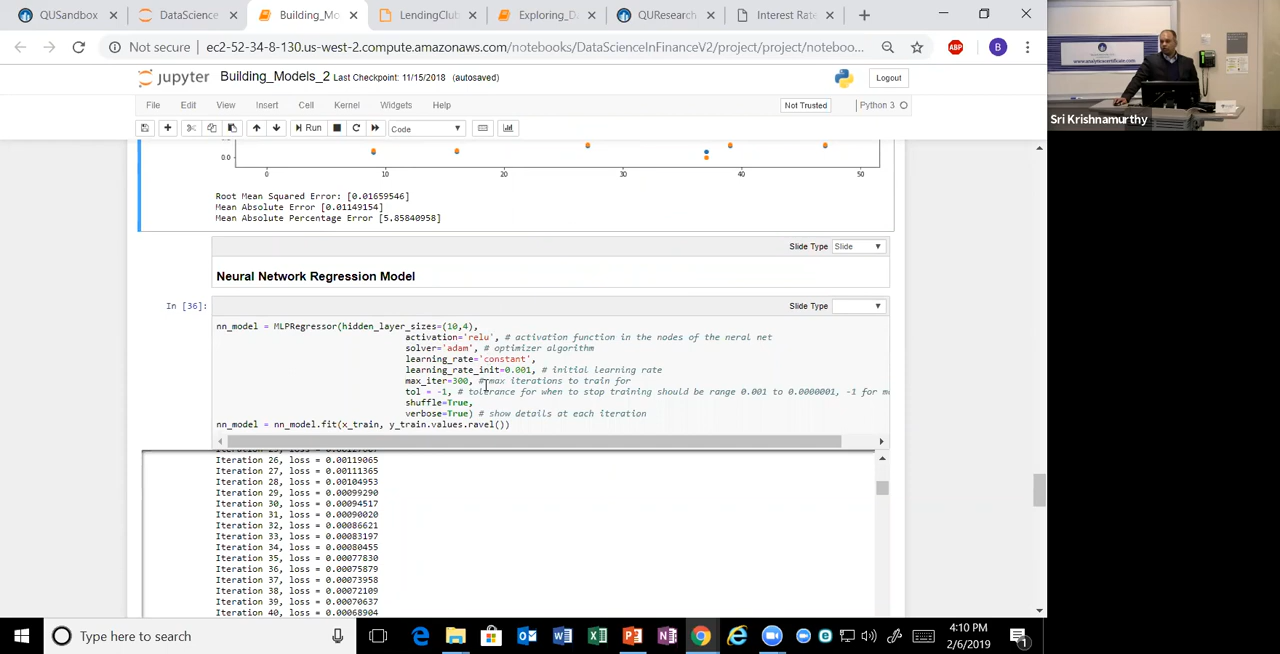 QUSandbox
DataScience
Building_Mo
LendingClub
Exploring_D
QUResearch
Interest Rate
Not secure
ec2-52-34-8-130.us-west-2.compute.amazonaws.com/notebooks/DataScienceInFinanceV2/project/project/noteboo...
ABP
B
jupyter Building_Models_2 Last Checkpoint: 11/15/2018 (autosaved)
Logout
File Edit View Insert Cell Kernel Widgets Help
Not Trusted
Python 3
Run
Code
0.0
0 10 20 30 40 50
Root Mean Squared Error: [0.01659546]
Mean Absolute Error [0.01149154]
Mean Absolute Percentage Error [5.85840958]
Slide Type Slide
Neural Network Regression Model
In [36]:
Slide Type
nn_model = MLPRegressor(hidden_layer_sizes=(10,4),
activation='relu', # activation function in the nodes of the neral net
solver='adam', # optimizer algorithm
learning_rate='constant',
learning_rate_init=0.001, # initial learning rate
max_iter=300, # max iterations to train for
tol = -1, # tolerance for when to stop training should be range 0.001 to 0.0000001, -1 for m
shuffle=True,
verbose=True) # show details at each iteration
nn_model = nn_model.fit(x_train, y_train.values.ravel())
Iteration 26, loss = 0.00119065
Iteration 27, loss = 0.00111365
Iteration 28, loss = 0.00104953
Iteration 29, loss = 0.00099290
Iteration 30, loss = 0.00094517
Iteration 31, loss = 0.00090020
Iteration 32, loss = 0.00086621
Iteration 33, loss = 0.00083197
Iteration 34, loss = 0.00080455
Iteration 35, loss = 0.00077830
Iteration 36, loss = 0.00075879
Iteration 37, loss = 0.00073958
Iteration 38, loss = 0.00072109
Iteration 39, loss = 0.00070637
Iteration 40, loss = 0.00068904
www.analyticscertificate.com
Sri Krishnamurthy
Type here to search
4:10 PM
2/6/2019
1